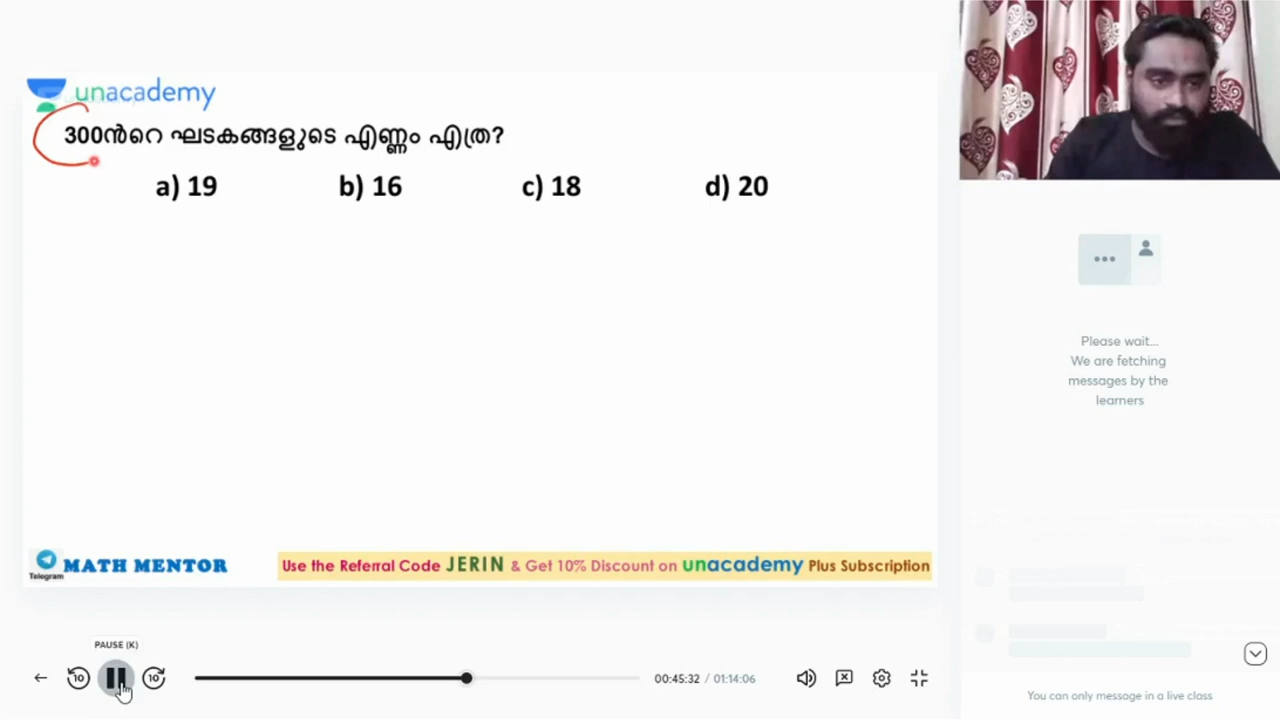 unacademy
300ൻറെ ഘടകങ്ങളുടെ എണ്ണം എത്ര?
a) 19 b) 16 c) 18 d) 20
Please wait...
We are fetching
messages by the
learners
Telegram
MATH MENTOR
Use the Referral Code JERIN & Get 10% Discount on unacademy Plus Subscription
PAUSE (K)
10 10 00:45:32 / 01:14:06
You can only message in a live class